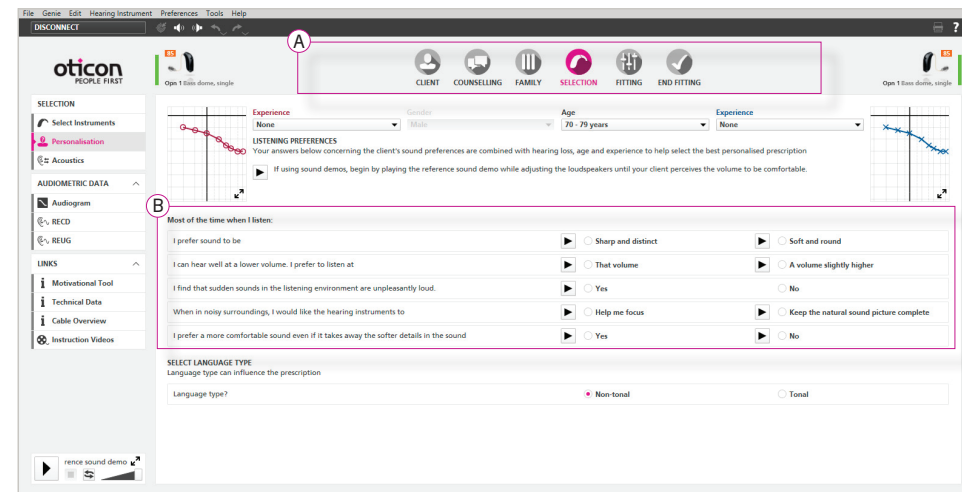 File Genie Edit Hearing Instrument Preferences Tools Help
DISCONNECT
?
A
85
oticon
PEOPLE FIRST
Opn 1 Bass dome, single
CLIENT COUNSELLING FAMILY SELECTION FITTING END FITTING
85
Opn 1 Bass dome, single
SELECTION
Select Instruments
Personalisation
Acoustics
AUDIOMETRIC DATA
Audiogram
RECD
REUG
LINKS
Motivational Tool
Technical Data
Cable Overview
Instruction Videos
Experience Gender Age Experience
None Male 70 - 79 years None
LISTENING PREFERENCES
Your answers below concerning the client's sound preferences are combined with hearing loss, age and experience to help select the best personalised prescription
If using sound demos, begin by playing the reference sound demo while adjusting the loudspeakers until your client perceives the volume to be comfortable.
B
Most of the time when I listen:
I prefer sound to be Sharp and distinct Soft and round
I can hear well at a lower volume. I prefer to listen at That volume A volume slightly higher
I find that sudden sounds in the listening environment are unpleasantly loud. Yes No
When in noisy surroundings, I would like the hearing instruments to Help me focus Keep the natural sound picture complete
I prefer a more comfortable sound even if it takes away the softer details in the sound Yes No
SELECT LANGUAGE TYPE
Language type can influence the prescription
Language type? Non-tonal Tonal
rence sound demo